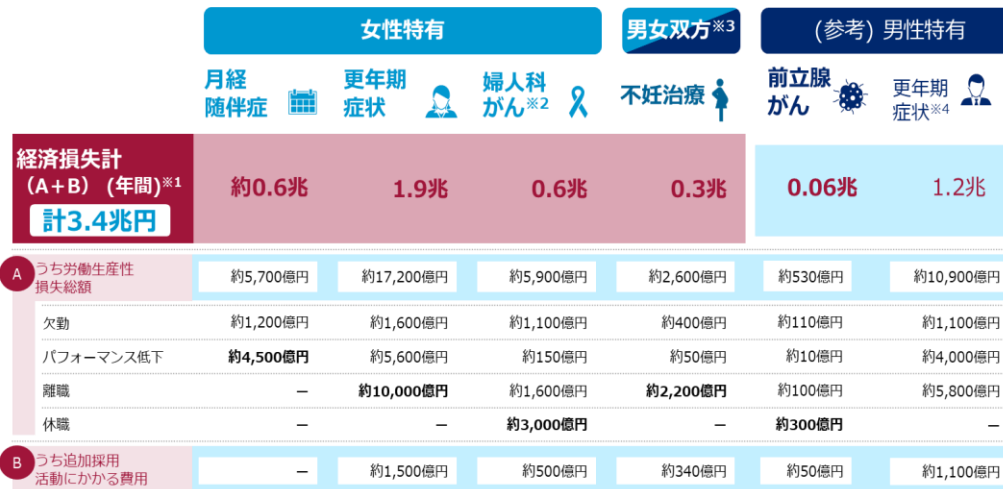 女性特有
男女双方※3
(参考) 男性特有
月経
随伴症
更年期
症状
婦人科
がん※2
不妊治療
前立腺
がん
更年期
症状※4
経済損失計
(A+B) (年間)※1
計3.4兆円
約0.6兆 1.9兆 0.6兆 0.3兆 0.06兆 1.2兆
A うち労働生産性
損失総額
約5,700億円 約17,200億円 約5,900億円 約2,600億円 約530億円 約10,900億円
欠勤 約1,200億円 約1,600億円 約1,100億円 約400億円 約110億円 約1,100億円
パフォーマンス低下 約4,500億円 約5,600億円 約150億円 約50億円 約10億円 約4,000億円
離職 － 約10,000億円 約1,600億円 約2,200億円 約100億円 約5,800億円
休職 － － 約3,000億円 － 約300億円 －
B うち追加採用
活動にかかる費用
－ 約1,500億円 約500億円 約340億円 約50億円 約1,100億円